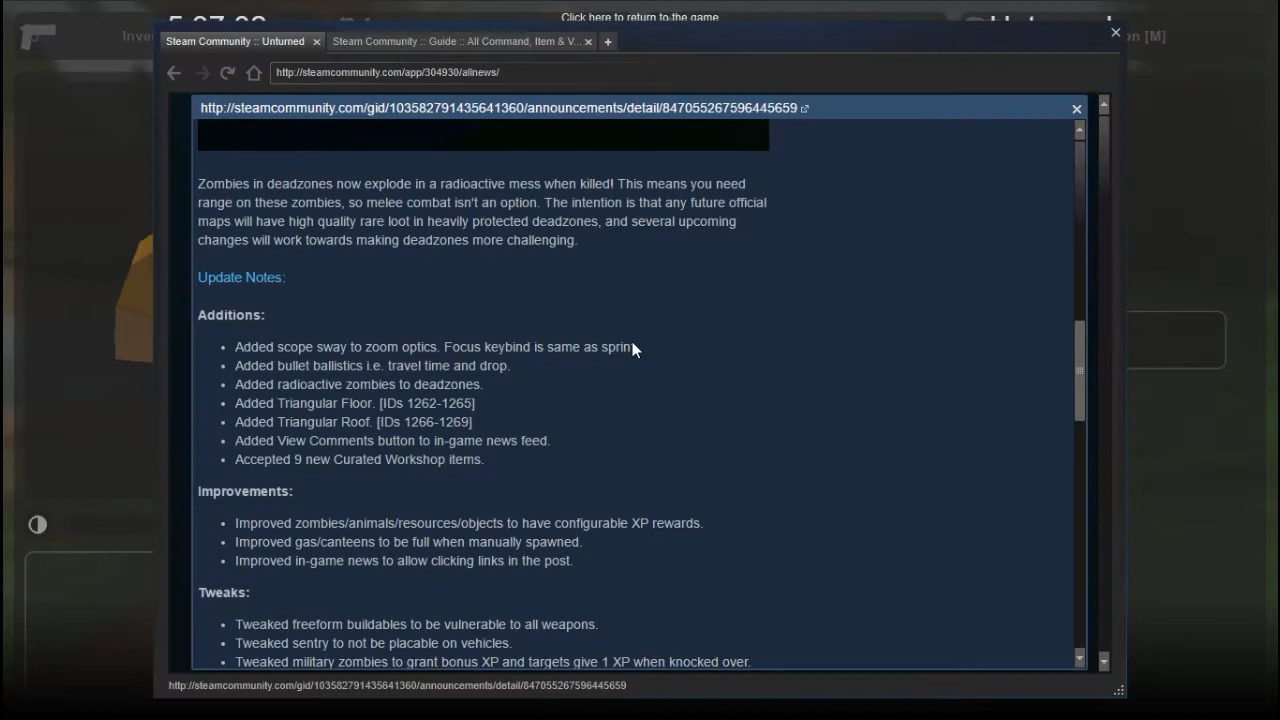 Click here to return to the game
Steam Community :: Unturned
Steam Community :: Guide :: All Command, Item & V...
http://steamcommunity.com/app/304930/allnews/
http://steamcommunity.com/gid/103582791435641360/announcements/detail/847055267596445659
Zombies in deadzones now explode in a radioactive mess when killed! This means you need
range on these zombies, so melee combat isn't an option. The intention is that any future official
maps will have high quality rare loot in heavily protected deadzones, and several upcoming
changes will work towards making deadzones more challenging.
Update Notes:
Additions:
• Added scope sway to zoom optics. Focus keybind is same as sprin
• Added bullet ballistics i.e. travel time and drop.
• Added radioactive zombies to deadzones.
• Added Triangular Floor. [IDs 1262-1265]
• Added Triangular Roof. [IDs 1266-1269]
• Added View Comments button to in-game news feed.
• Accepted 9 new Curated Workshop items.
Improvements:
• Improved zombies/animals/resources/objects to have configurable XP rewards.
• Improved gas/canteens to be full when manually spawned.
• Improved in-game news to allow clicking links in the post.
Tweaks:
• Tweaked freeform buildables to be vulnerable to all weapons.
• Tweaked sentry to not be placable on vehicles.
• Tweaked military zombies to grant bonus XP and targets give 1 XP when knocked over.
http://steamcommunity.com/gid/103582791435641360/announcements/detail/847055267596445659